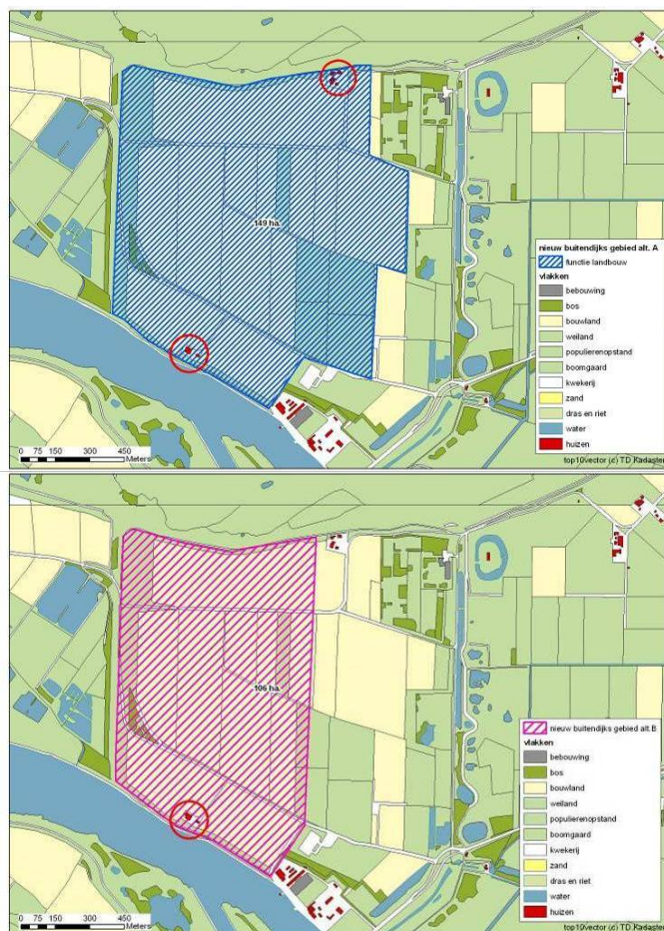 149 ha.
nieuw buitendijks gebied alt. A
functie landbouw
vlakken
bebouwing
bos
bouwland
weiland
populierenopstand
boomgaard
kwekerij
zand
dras en riet
water
huizen
0 75 150 300 450
Meters
top10vector (c) TD Kadaster
106 ha.
nieuw buitendijks gebied alt.B
vlakken
bebouwing
bos
bouwland
weiland
populierenopstand
boomgaard
kwekerij
zand
dras en riet
water
huizen
0 75 150 300 450
Meters
top10vector (c) TD Kadaster